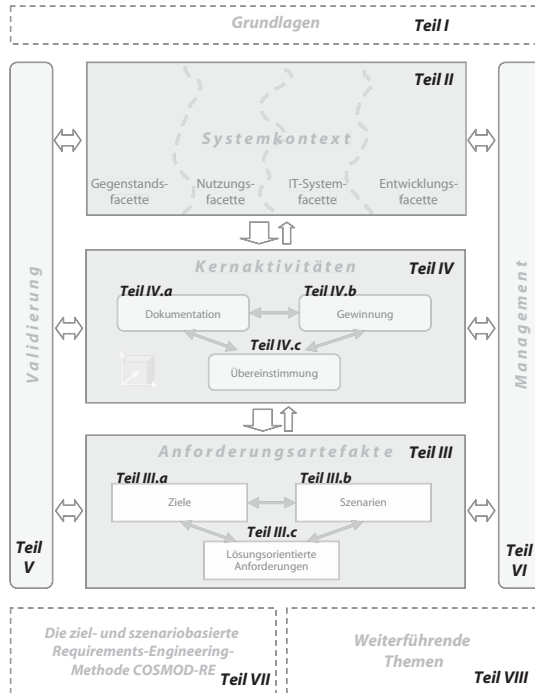 Grundlagen Teil I
Teil II
Systemkontext
Gegenstands- Nutzungs- IT-System- Entwicklungs-
facette facette facette facette
Kernaktivitäten Teil IV
Teil IV.a Teil IV.b
Dokumentation Gewinnung
Teil IV.c
Übereinstimmung
Anforderungsartefakte Teil III
Teil III.a Teil III.b
Ziele Szenarien
Teil III.c
Lösungsorientierte
Anforderungen
Validierung
Teil
V
Management
Teil
VI
Die ziel- und szenariobasierte
Requirements-Engineering-
Methode COSMOD-RE Teil VII
Weiterführende
Themen
Teil VIII